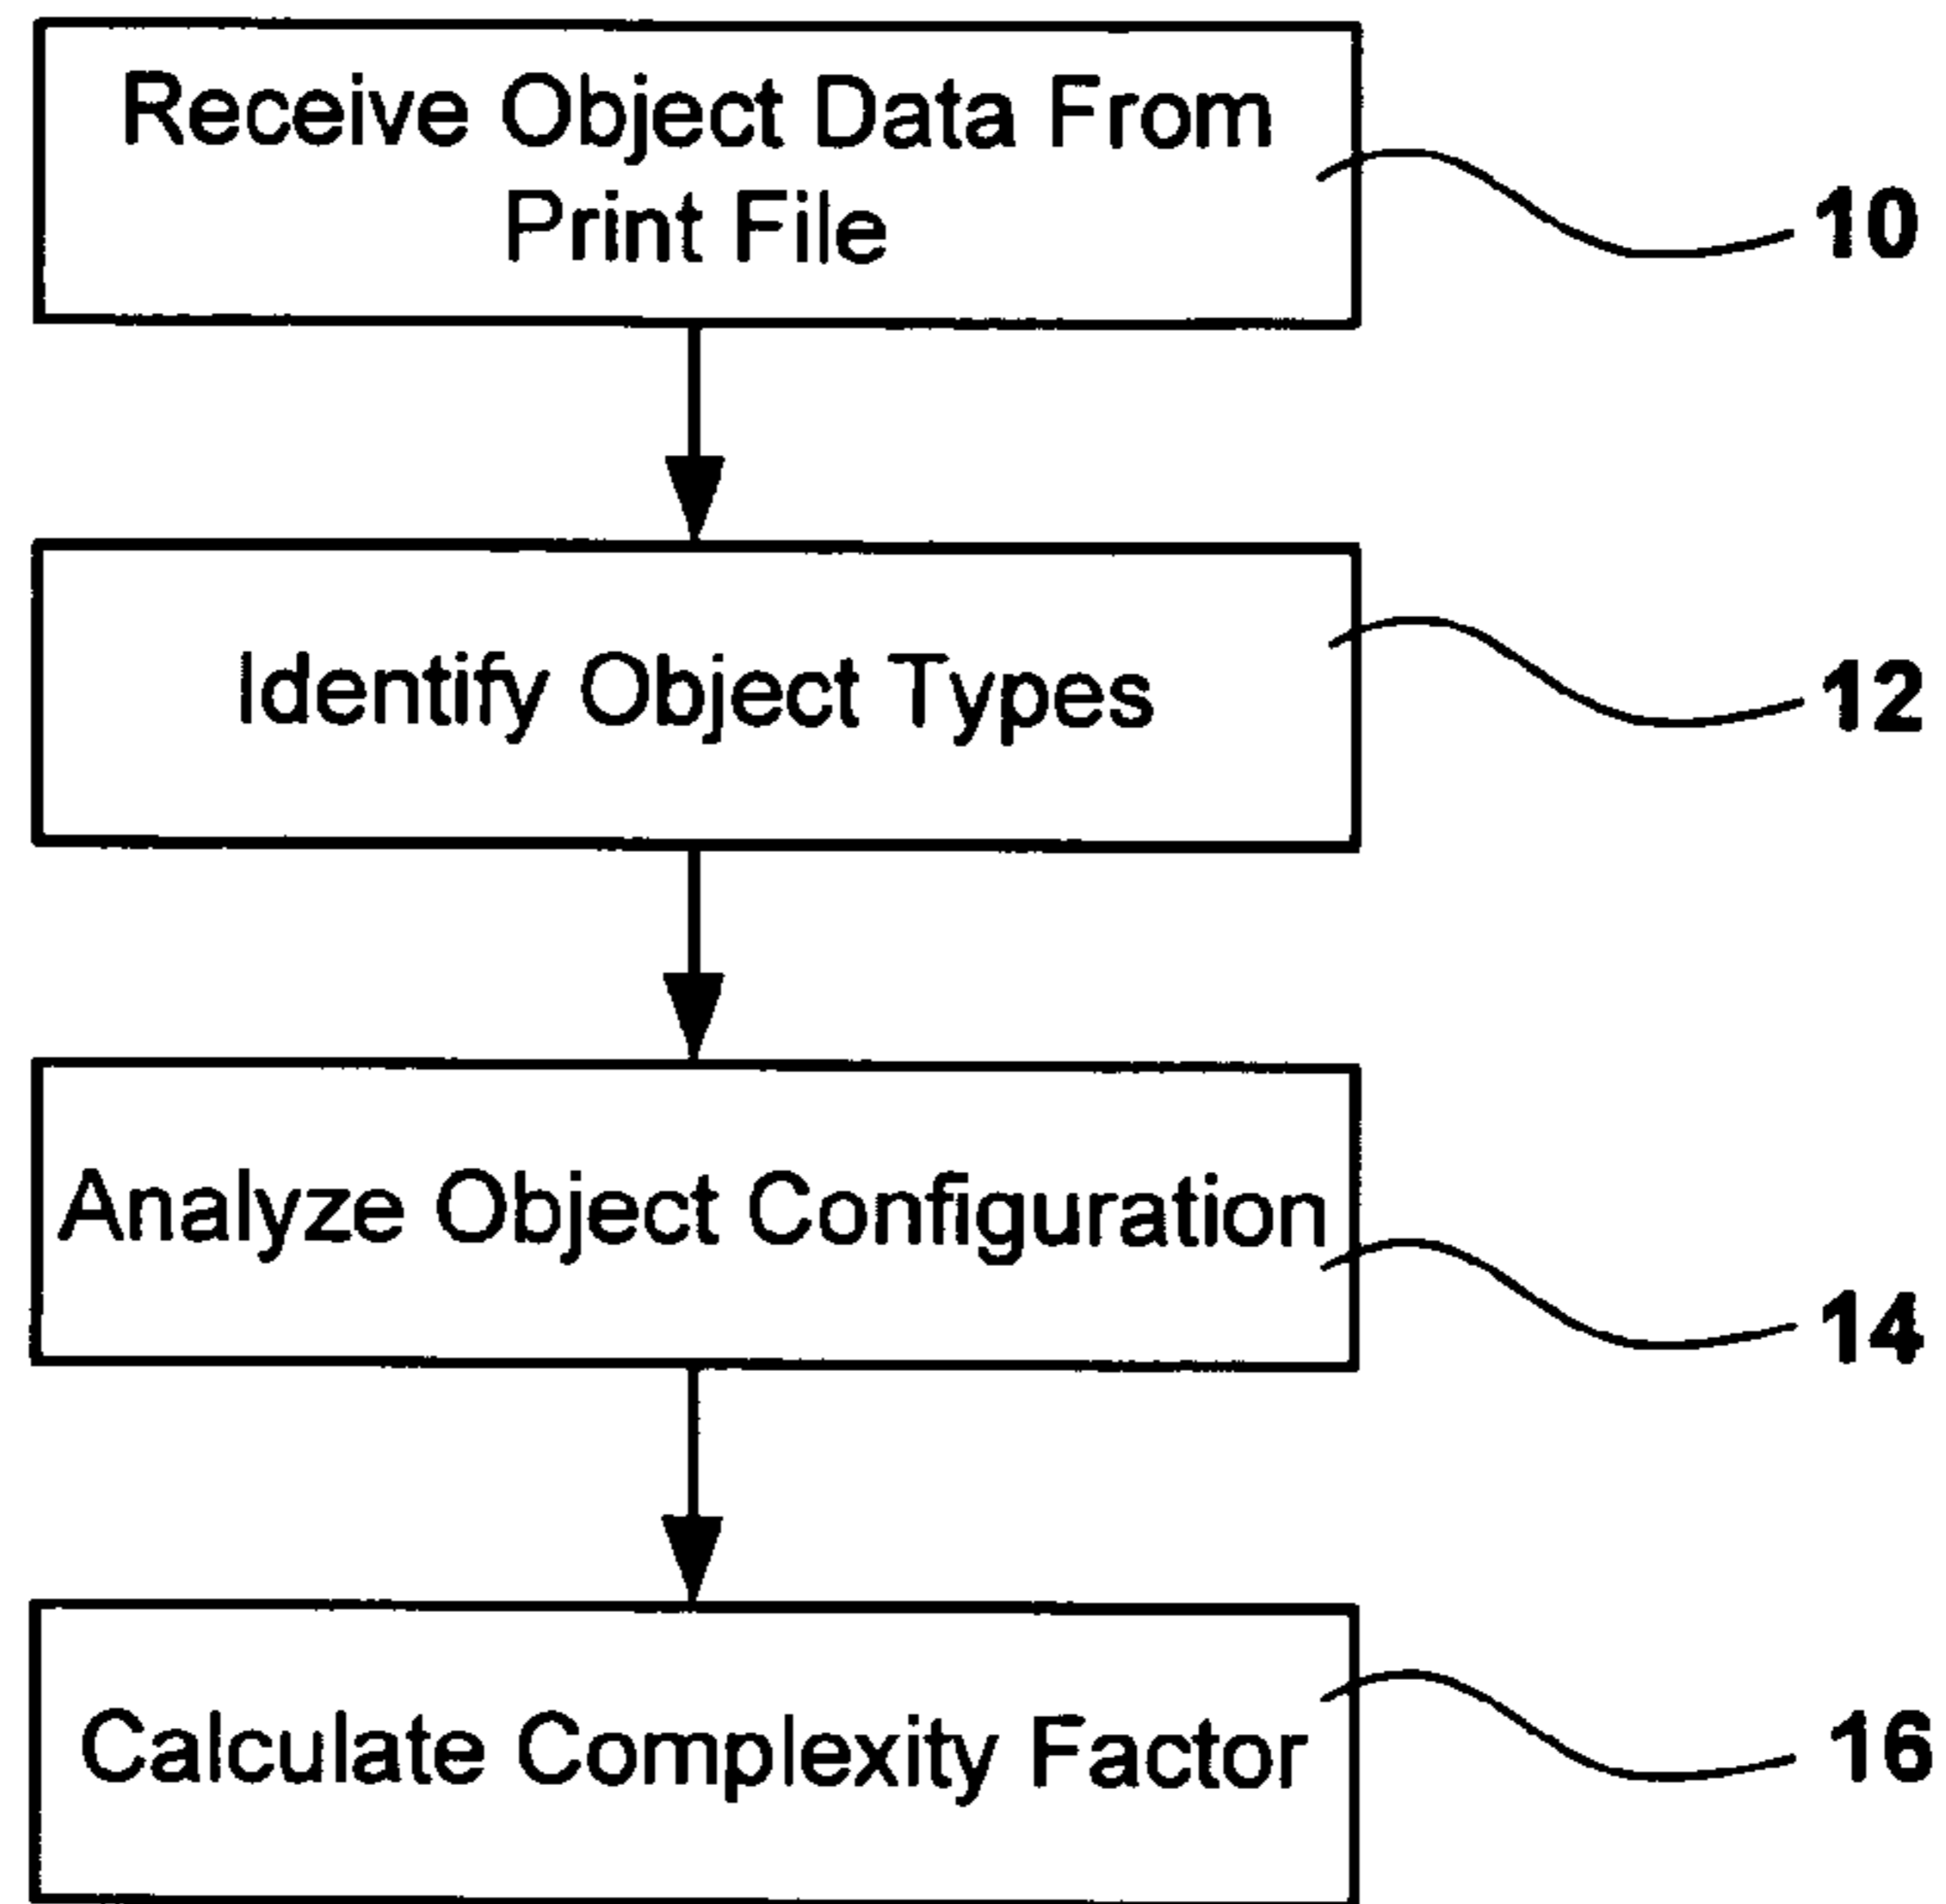 Receive Object Data From
Print File
10
Identify Object Types
12
Analyze Object Configuration
14
Calculate Complexity Factor
16